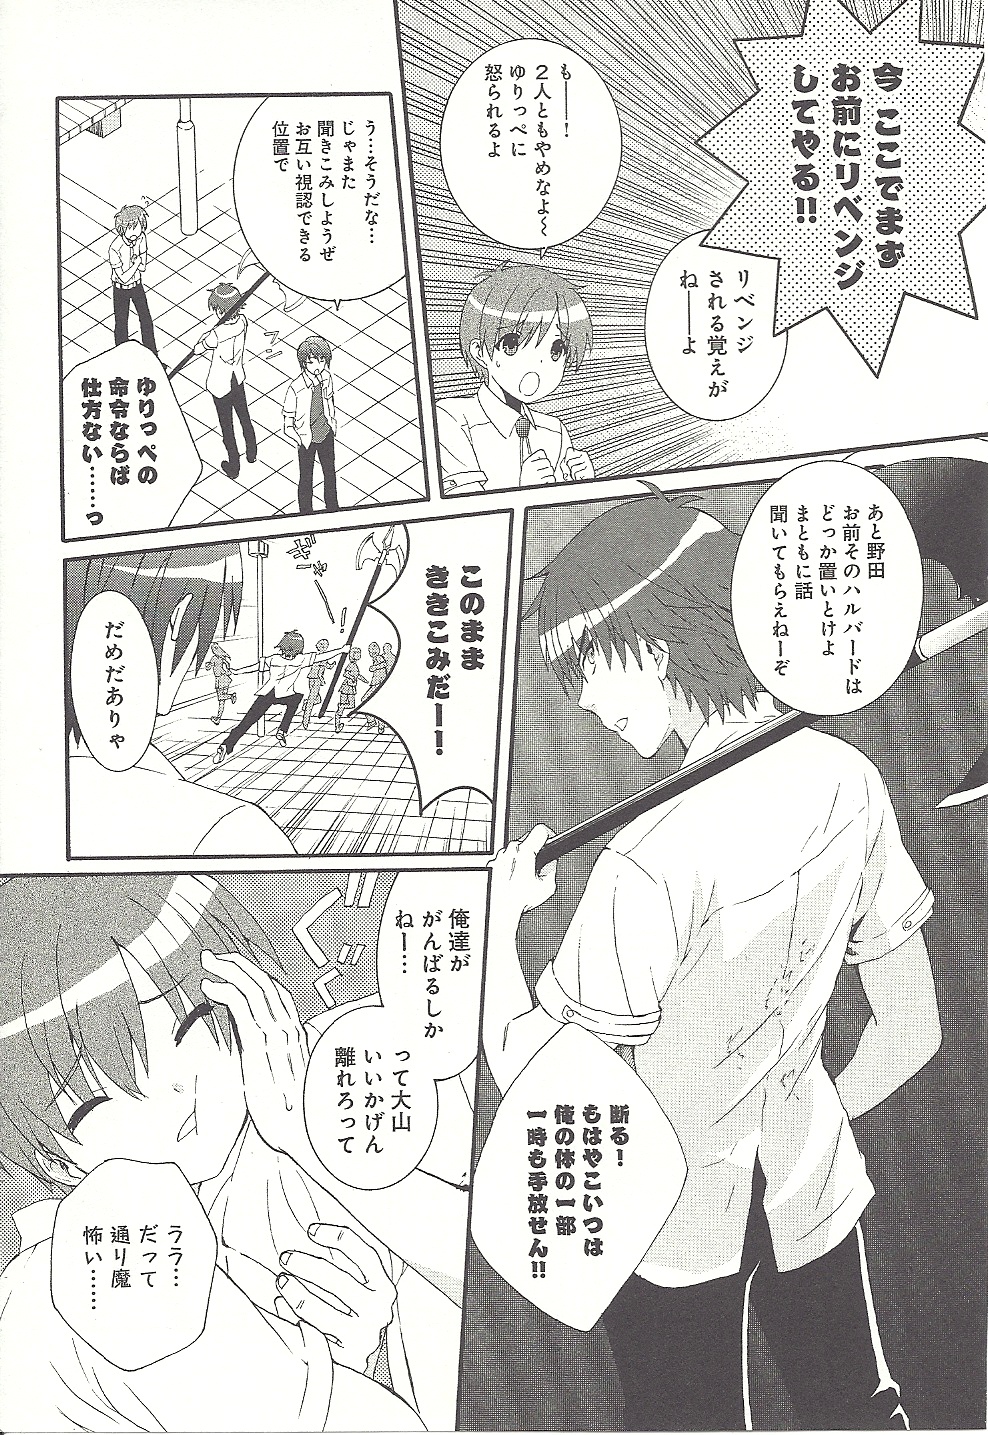 今 ここでまず
お前にリベンジ
してやる!!
リベンジ
される覚えが
ねーーよ
もーー!
2人ともやめなよ~
ゆりっぺに
怒られるよ
う…そうだな…
じゃまた
聞きこみしようぜ
お互い視認できる
位置で
ゆりっぺの
命令ならば
仕方ない……っ
あと野田
お前そのハルバードは
どっか置いとけよ
まともに話
聞いてもらえねーぞ
断る!
もはやこいつは
俺の体の一部
一時も手放せん!!
このまま
ききこみだーー!
だめだありゃ
俺達が
がんばるしか
ねー…
って大山
いいかげん
離れろって
うう…
だって
通り魔
怖い……